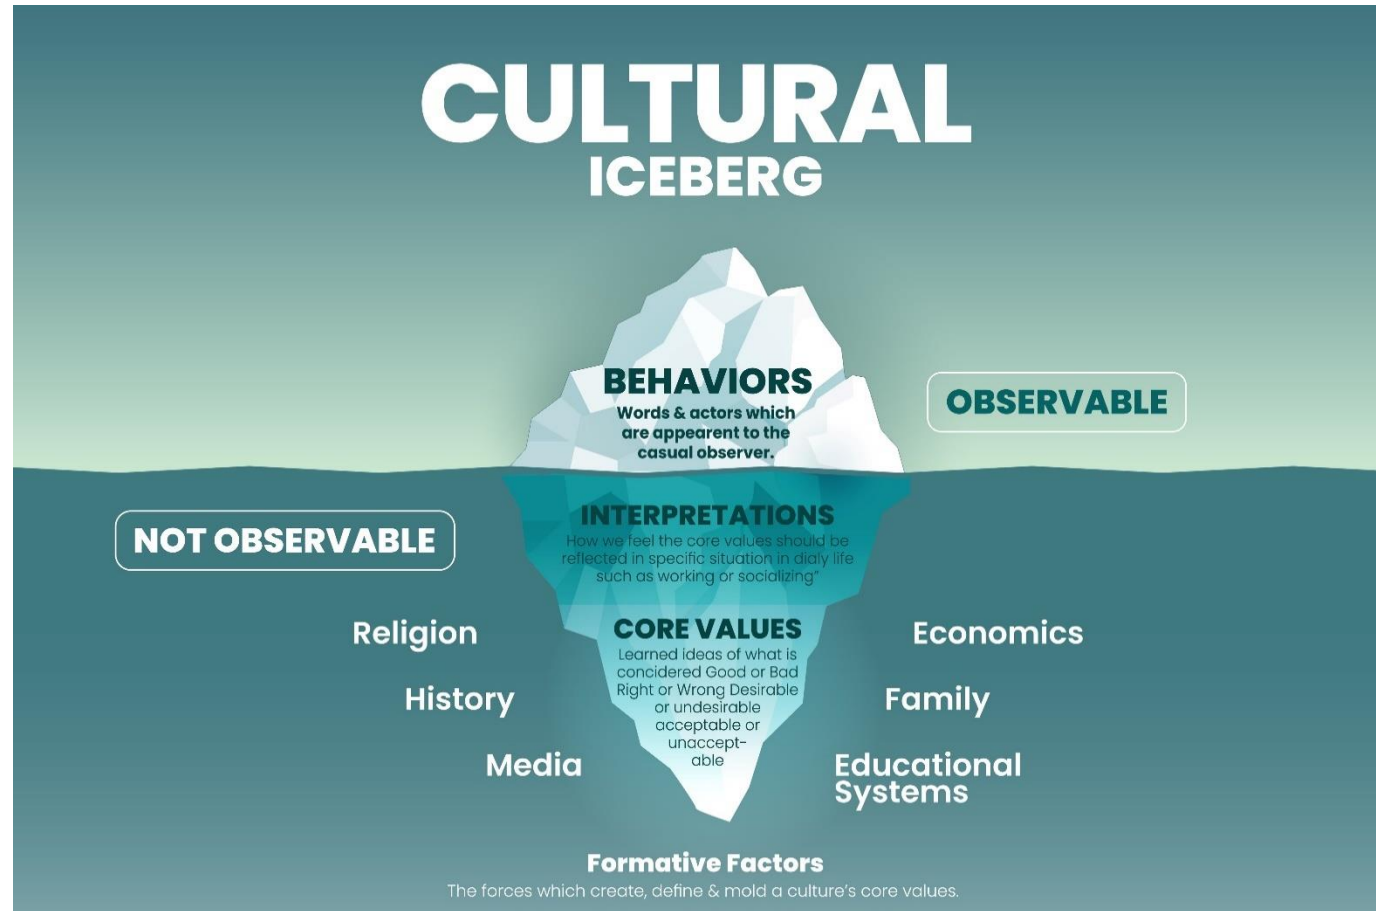 CULTURAL
ICEBERG
BEHAVIORS
Words & actors which
are appearent to the
casual observer.
OBSERVABLE
NOT OBSERVABLE
INTERPRETATIONS
How we feel the core values should be
reflected in specific situation in dialy life
such as working or socializing"
CORE VALUES
Learned ideas of what is
concidered Good or Bad
Right or Wrong Desirable
or undesirable
acceptable or
unaccept-
able
Religion
History
Media
Economics
Family
Educational
Systems
Formative Factors
The forces which create, define & mold a culture's core values.